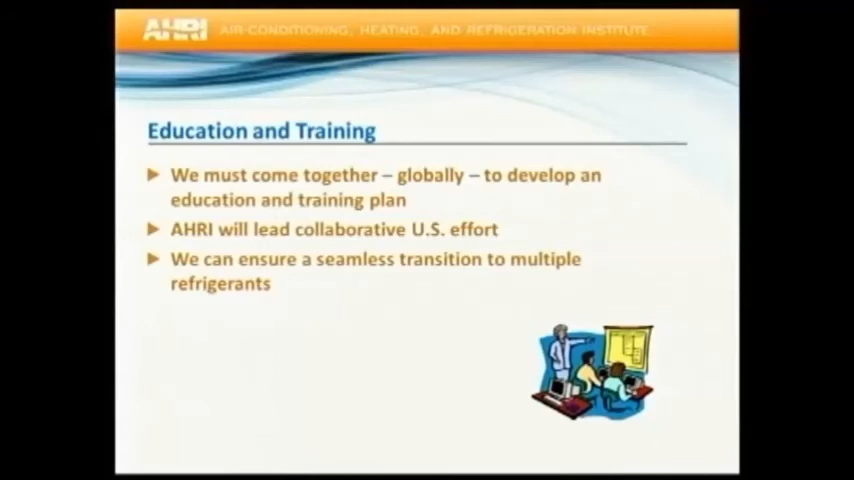 AHRI AIR-CONDITIONING, HEATING, AND REFRIGERATION INSTITUTE
Education and Training
We must come together – globally – to develop an
education and training plan
AHRI will lead collaborative U.S. effort
We can ensure a seamless transition to multiple
refrigerants